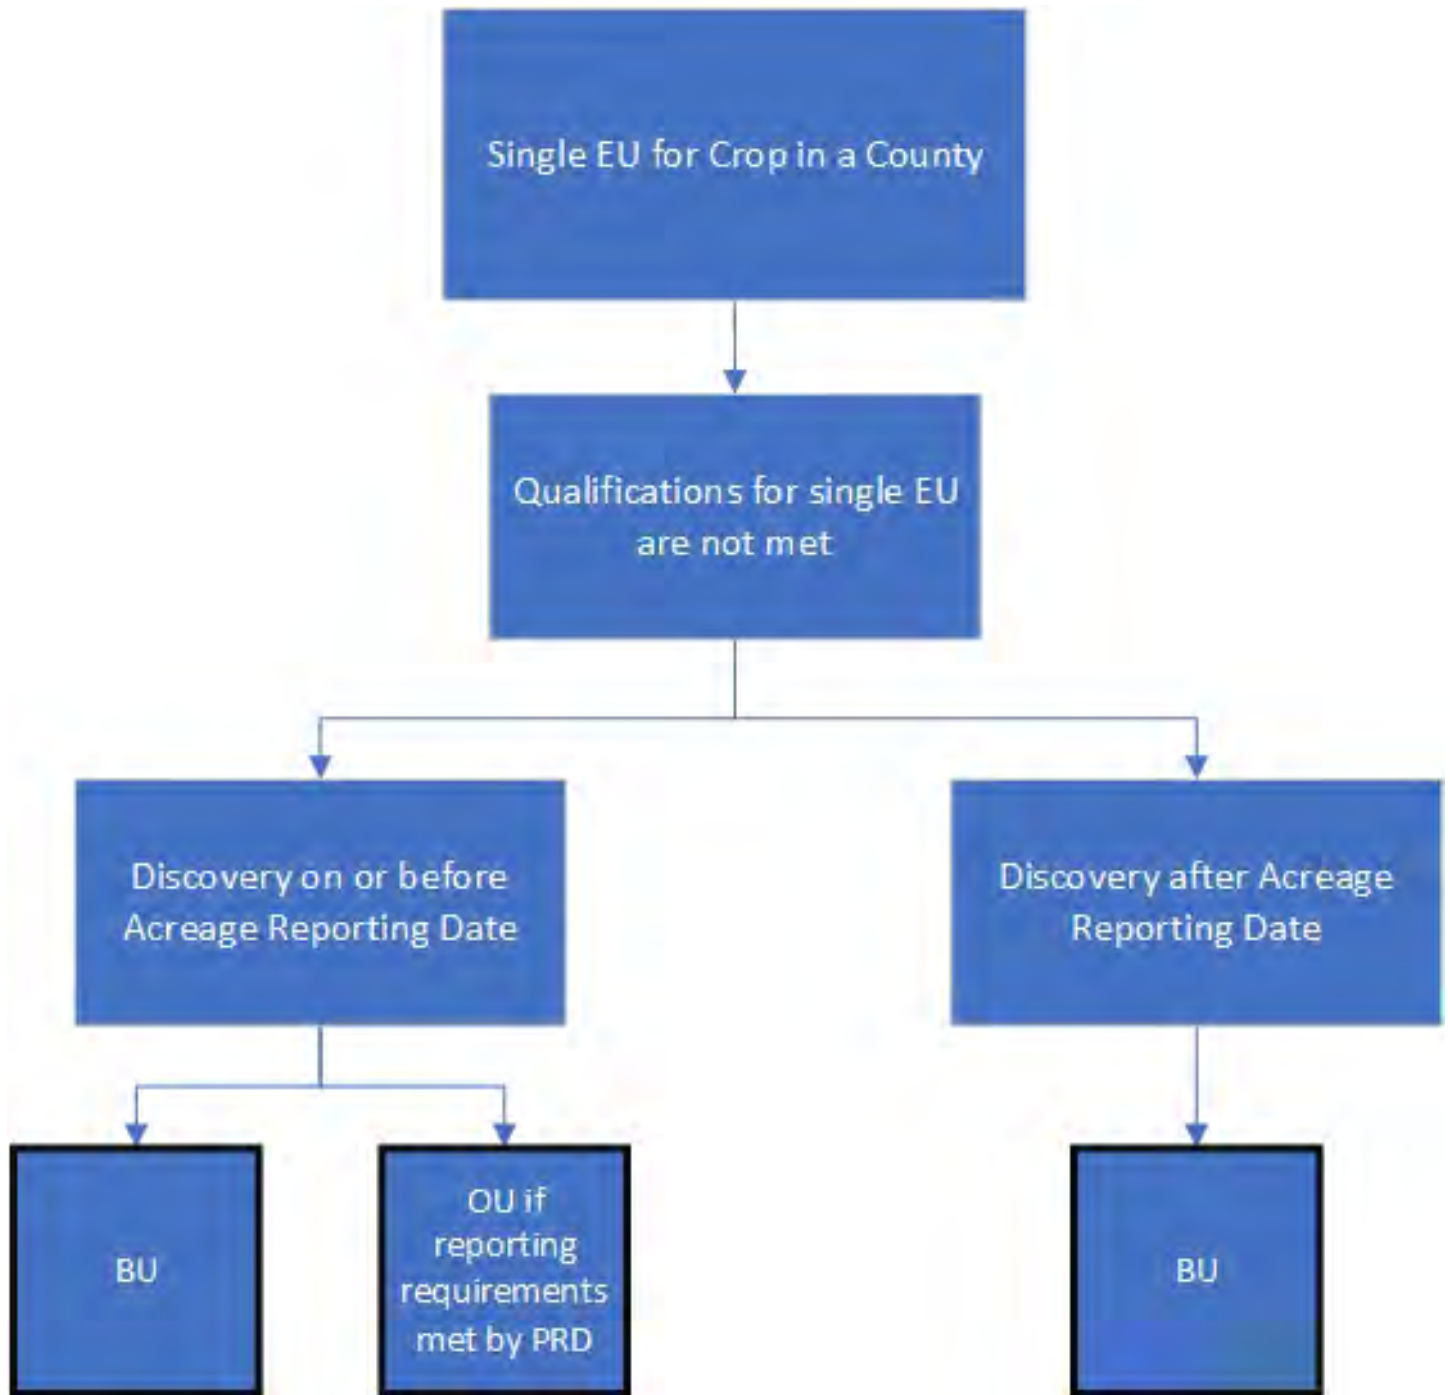 Single EU for Crop in a County
Qualifications for single EU
are not met
Discovery on or before
Acreage Reporting Date
Discovery after Acreage
Reporting Date
BU
OU if
reporting
requirements
met by PRD
BU